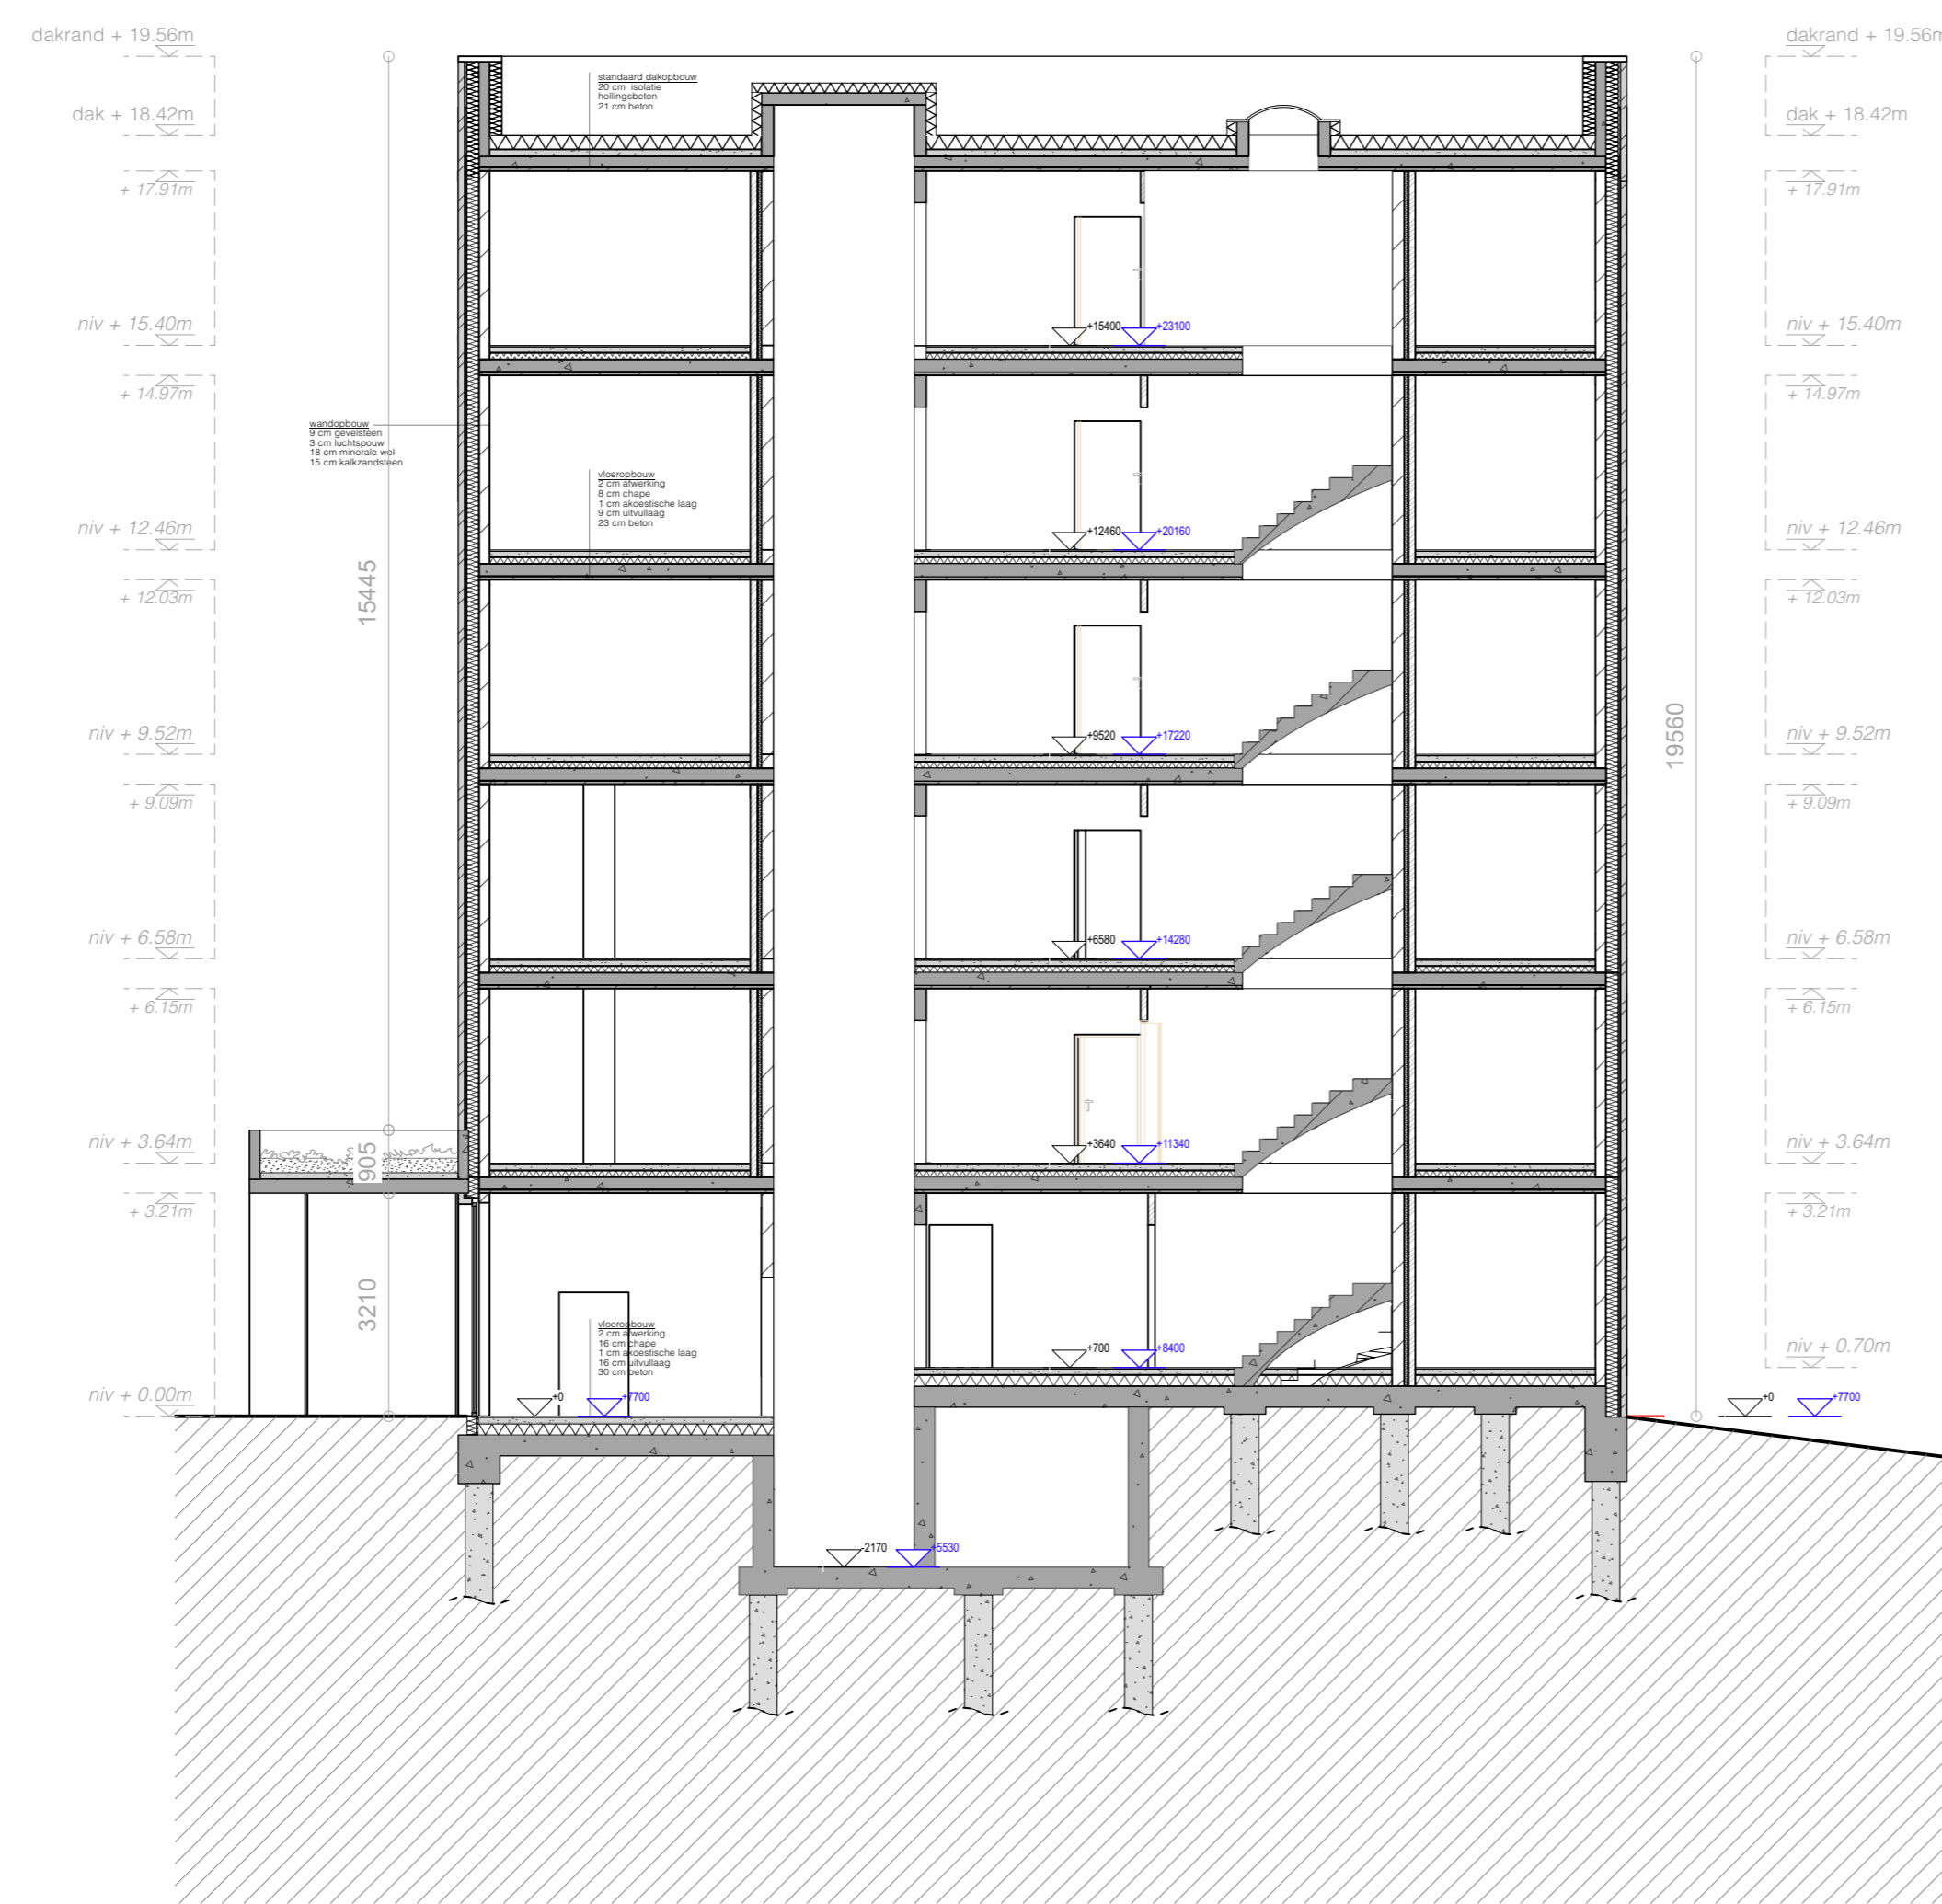 dakrand + 19.56m
dakrand + 19.56m
standaard dakopbouw
20 cm isolatie
hellingsbeton
21 cm beton
dak + 18.42m
dak + 18.42m
+ 17.91m
+ 17.91m
niv + 15.40m
+15400
+23100
niv + 15.40m
+ 14.97m
+ 14.97m
wandopbouw
9 cm gevelsteen
3 cm luchtspouw
18 cm minerale wol
15 cm kalkzandsteen
vloeropbouw
2 cm afwerking
8 cm chape
1 cm akoestische laag
9 cm uitvullaag
23 cm beton
niv + 12.46m
+12460
+20160
niv + 12.46m
15445
+ 12.03m
+ 12.03m
niv + 9.52m
+9520
+17220
19560
niv + 9.52m
+ 9.09m
+ 9.09m
niv + 6.58m
+6580
+14280
niv + 6.58m
+ 6.15m
+ 6.15m
niv + 3.64m
905
+3640
+11340
niv + 3.64m
+ 3.21m
+ 3.21m
3210
vloeropbouw
2 cm afwerking
16 cm chape
1 cm akoestische laag
16 cm uitvullaag
30 cm beton
+700
+8400
niv + 0.70m
niv + 0.00m
+0
+7700
+0
+7700
-2170
+5530